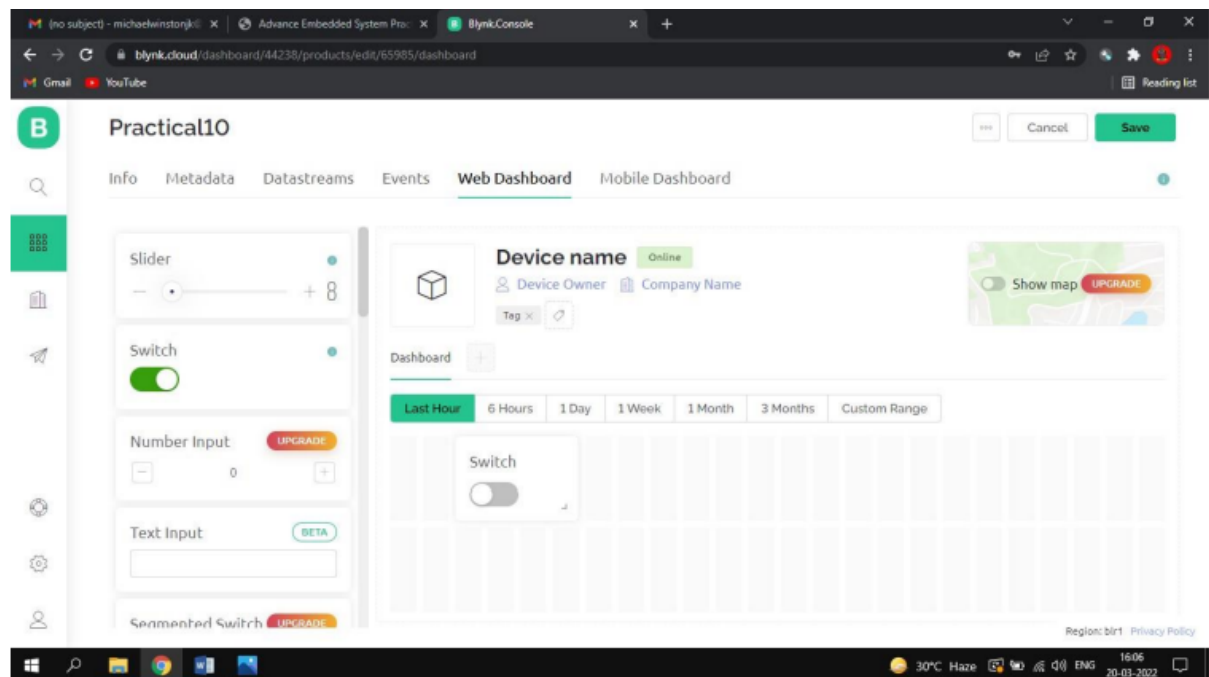 (no subject) - michaelwinstonjk
Advance Embedded System Prac
Blynk.Console
blynk.cloud/dashboard/44238/products/edit/65985/dashboard
Gmail
YouTube
Reading list
B
Practical10
Cancel
Save
Info Metadata Datastreams Events Web Dashboard Mobile Dashboard
Slider
8
Switch
Number Input UPGRADE
0
Text Input BETA
Segmented Switch UPGRADE
Device name Online
Device Owner Company Name
Tag
Show map UPGRADE
Dashboard
Last Hour 6 Hours 1 Day 1 Week 1 Month 3 Months Custom Range
Switch
Region: blr1 Privacy Policy
30°C Haze
ENG
16:06
20-03-2022